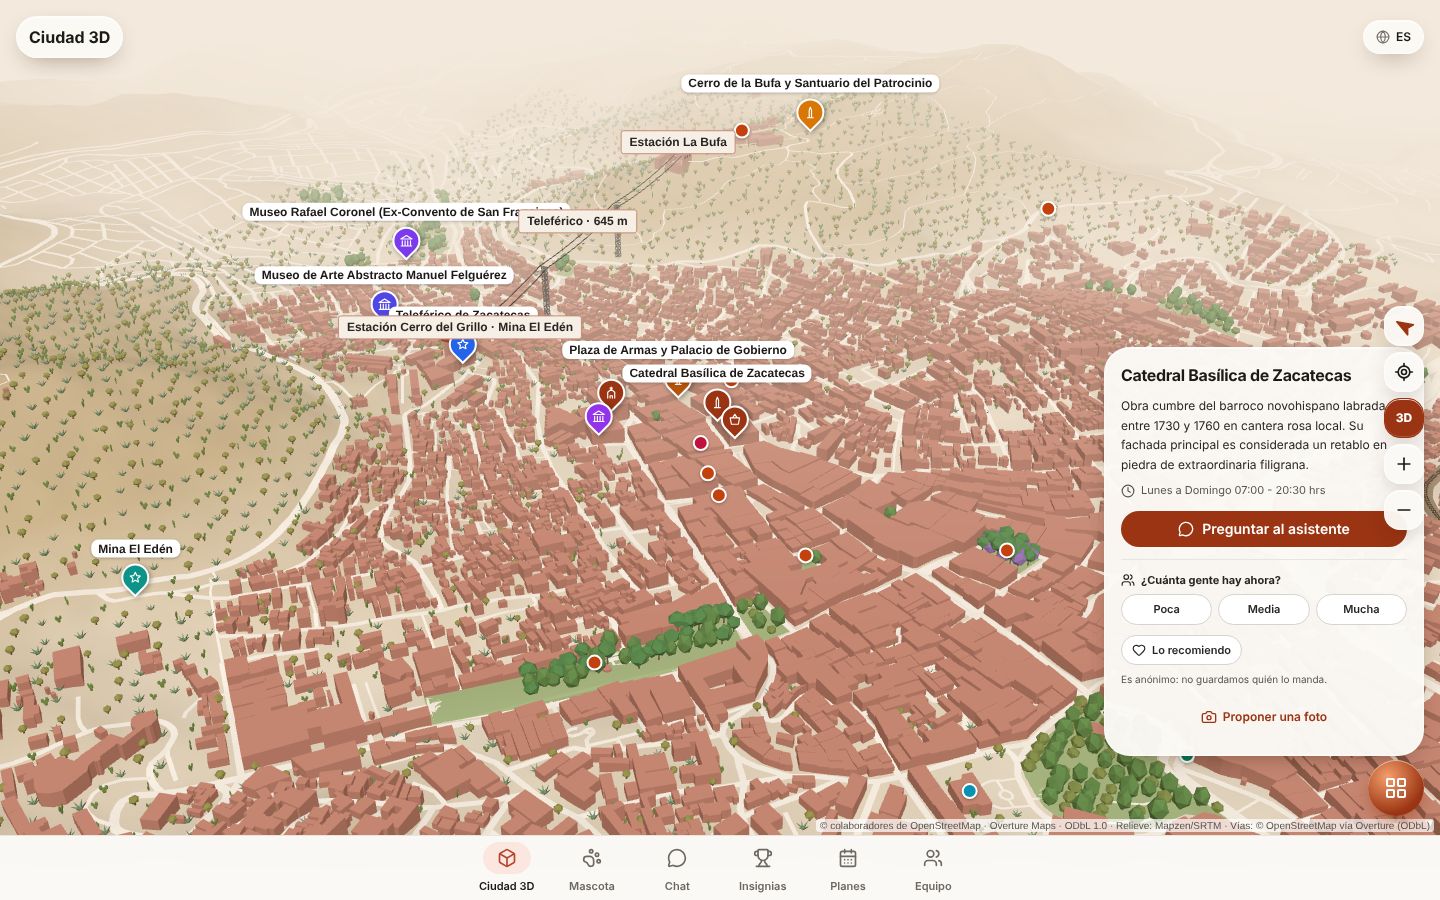 Ciudad 3D
ES
Cerro de la Bufa y Santuario del Patrocinio
Estación La Bufa
Museo Rafael Coronel (Ex-Convento de San
Teleférico · 645 m
Museo de Arte Abstracto Manuel Felguérez
Teleférico de Zacatecas
Estación Cerro del Grillo · Mina El Edén
Plaza de Armas y Palacio de Gobierno
Catedral Basílica de Zacatecas
Mina El Edén
Catedral Basílica de Zacatecas
Obra cumbre del barroco novohispano labrada
entre 1730 y 1760 en cantera rosa local. Su
fachada principal es considerada un retablo en
piedra de extraordinaria filigrana.
Lunes a Domingo 07:00 - 20:30 hrs
Preguntar al asistente
¿Cuánta gente hay ahora?
Poca
Media
Mucha
Lo recomiendo
Es anónimo: no guardamos quién lo manda.
Proponer una foto
3D
© colaboradores de OpenStreetMap · Overture Maps · ODbL 1.0 · Relieve: Mapzen/SRTM · Vías: © OpenStreetMap vía Overture (ODbL)
Ciudad 3D
Mascota
Chat
Insignias
Planes
Equipo